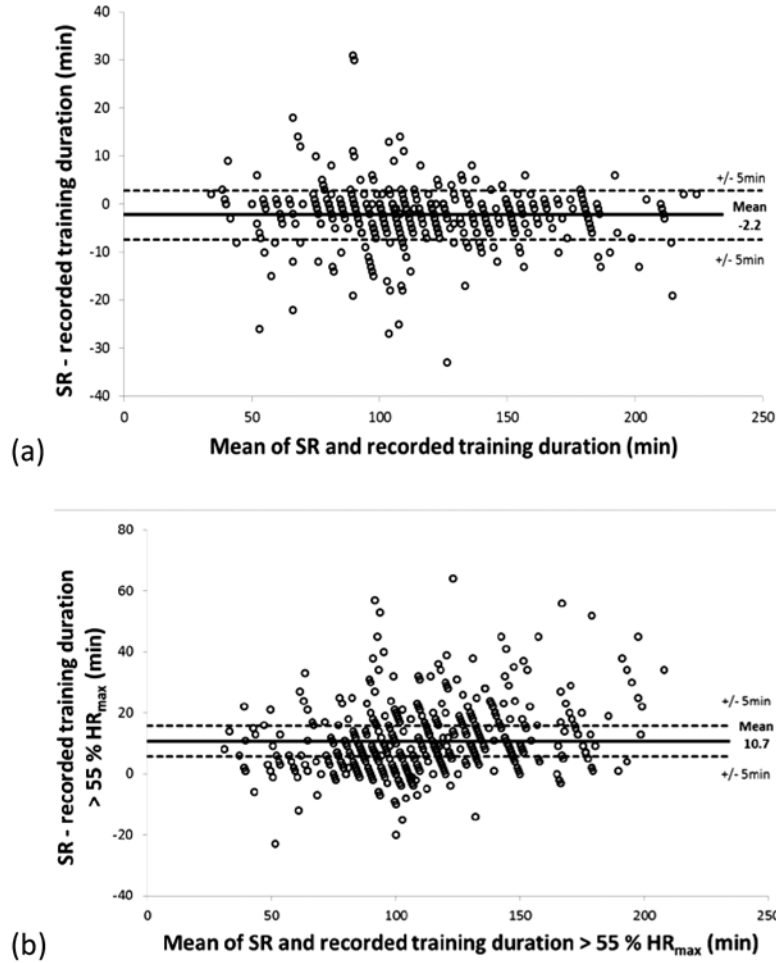 SR - recorded training duration (min)
40
30
20
10
0
-10
-20
-30
-40
+/- 5min
Mean
-2.2
+/- 5min
0 50 100 150 200 250
Mean of SR and recorded training duration (min)
(a)
SR - recorded training duration
> 55 % HRmax (min)
80
60
40
20
0
-20
-40
+/- 5min
Mean
10.7
+/- 5min
0 50 100 150 200 250
Mean of SR and recorded training duration > 55 % HRmax (min)
(b)